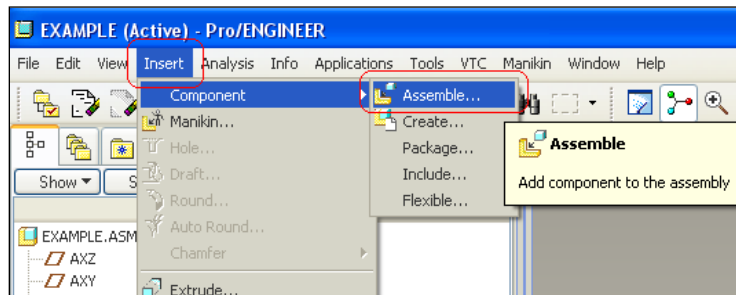 EXAMPLE (Active) - Pro/ENGINEER
File Edit View Insert Analysis Info Applications Tools VTC Manikin Window Help
Component
Assemble...
Manikin...
Create...
Hole...
Package...
Draft...
Include...
Round...
Flexible...
Auto Round...
Chamfer
Extrude...
Assemble
Add component to the assembly
Show
EXAMPLE.ASM
AXZ
AXY